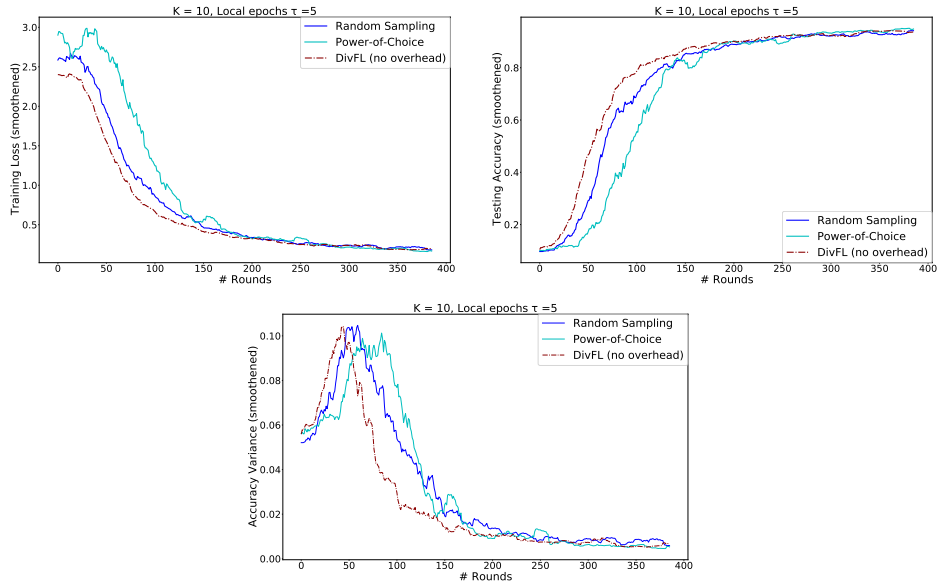 K = 10, Local epochs τ =5
Training Loss (smoothened)
3.0
2.5
2.0
1.5
1.0
0.5
Random Sampling
Power-of-Choice
DivFL (no overhead)
0 50 100 150 200 250 300 350 400
# Rounds
K = 10, Local epochs τ =5
Testing Accuracy (smoothened)
0.8
0.6
0.4
0.2
Random Sampling
Power-of-Choice
DivFL (no overhead)
0 50 100 150 200 250 300 350 400
# Rounds
K = 10, Local epochs τ =5
Accuracy Variance (smoothened)
0.10
0.08
0.06
0.04
0.02
0.00
Random Sampling
Power-of-Choice
DivFL (no overhead)
0 50 100 150 200 250 300 350 400
# Rounds